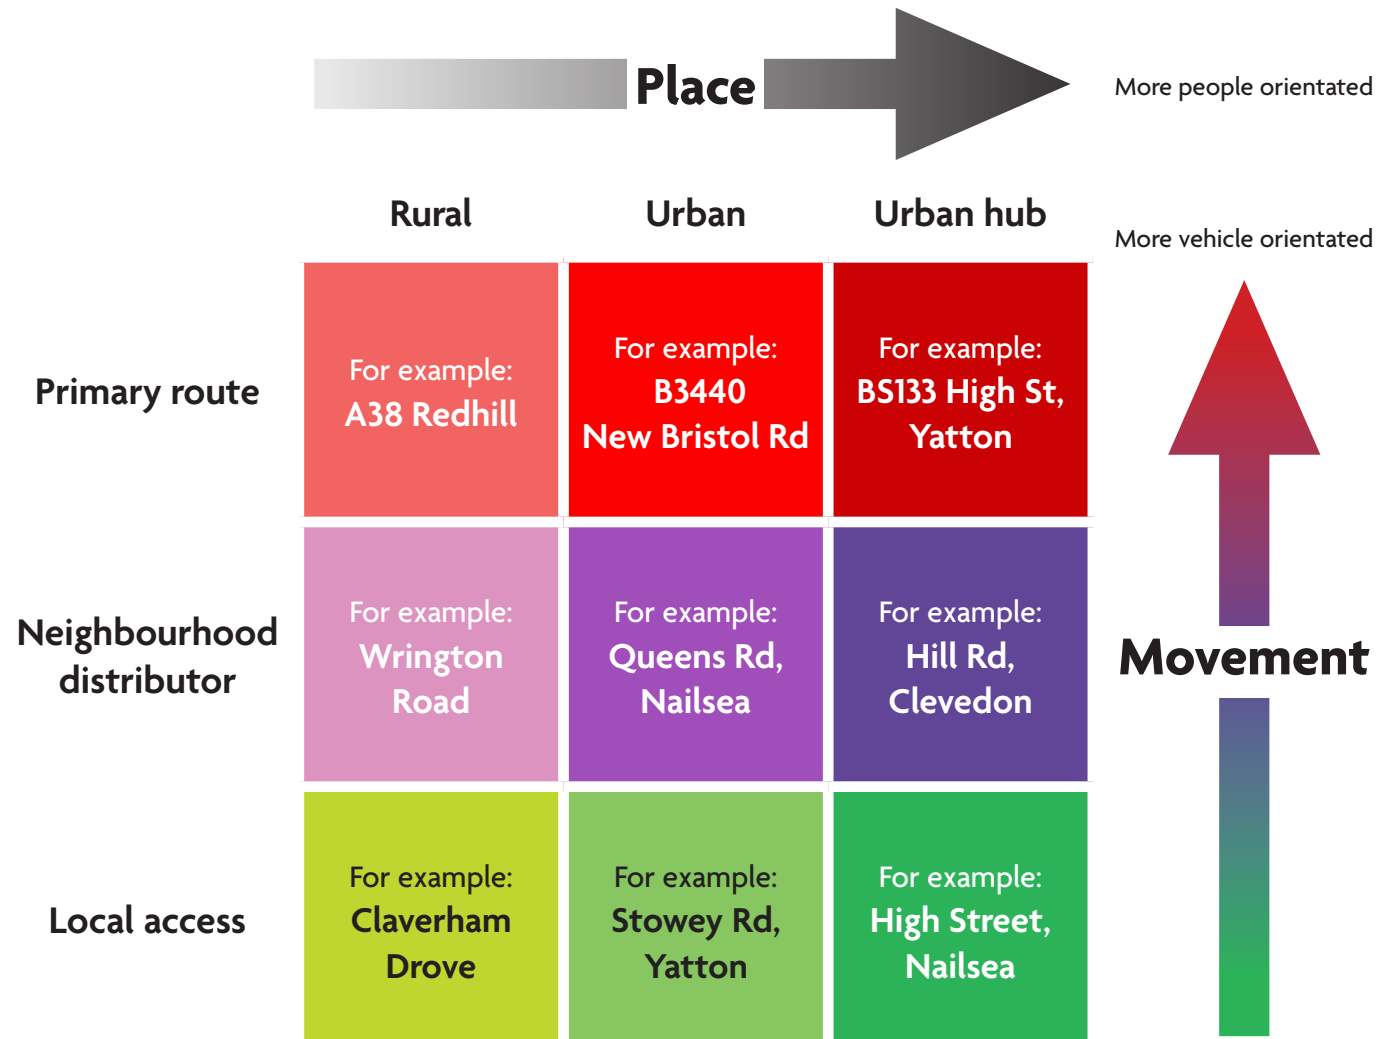 Place
More people orientated
Rural
Urban
Urban hub
More vehicle orientated
Primary route
For example:
A38 Redhill
For example:
B3440
New Bristol Rd
For example:
BS133 High St,
Yatton
Neighbourhood
distributor
For example:
Wrington
Road
For example:
Queens Rd,
Nailsea
For example:
Hill Rd,
Clevedon
Movement
Local access
For example:
Claverham
Drove
For example:
Stowey Rd,
Yatton
For example:
High Street,
Nailsea